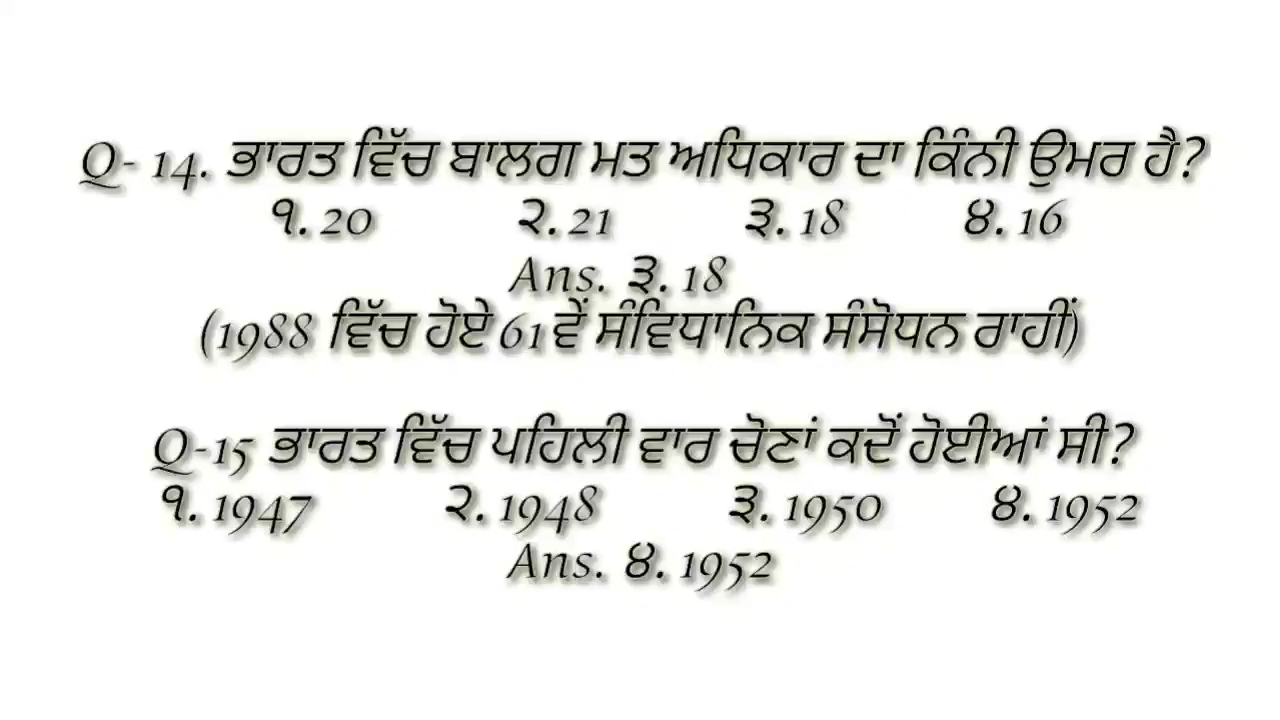 Q- 14. ਭਾਰਤ ਵਿੱਚ ਬਾਲਗ ਮਤ ਅਧਿਕਾਰ ਦਾ ਕਿੰਨੀ ਉਮਰ ਹੈ?
੧. 20 ੨. 21 ੩. 18 ੪. 16
Ans. ੩. 18
(1988 ਵਿੱਚ ਹੋਏ 61ਵੇਂ ਸੰਵਿਧਾਨਿਕ ਸੰਸੋਧਨ ਰਾਹੀਂ)
Q-15 ਭਾਰਤ ਵਿੱਚ ਪਹਿਲੀ ਵਾਰ ਚੋਣਾਂ ਕਦੋਂ ਹੋਈਆਂ ਸੀ?
੧. 1947 ੨. 1948 ੩. 1950 ੪. 1952
Ans. ੪. 1952